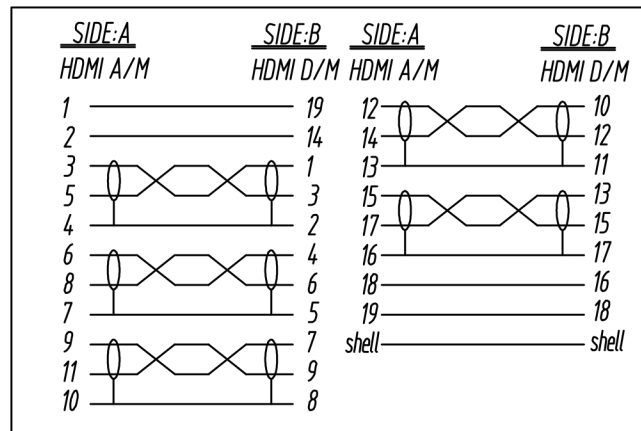 SIDE:A SIDE:B SIDE:A SIDE:B
HDMI A/M HDMI D/M HDMI A/M HDMI D/M
1 19 12 10
2 14 14 12
3 1 13 11
5 3 15 13
4 2 17 15
6 4 16 17
8 6 18 16
7 5 19 18
9 7 shell shell
11 9
10 8